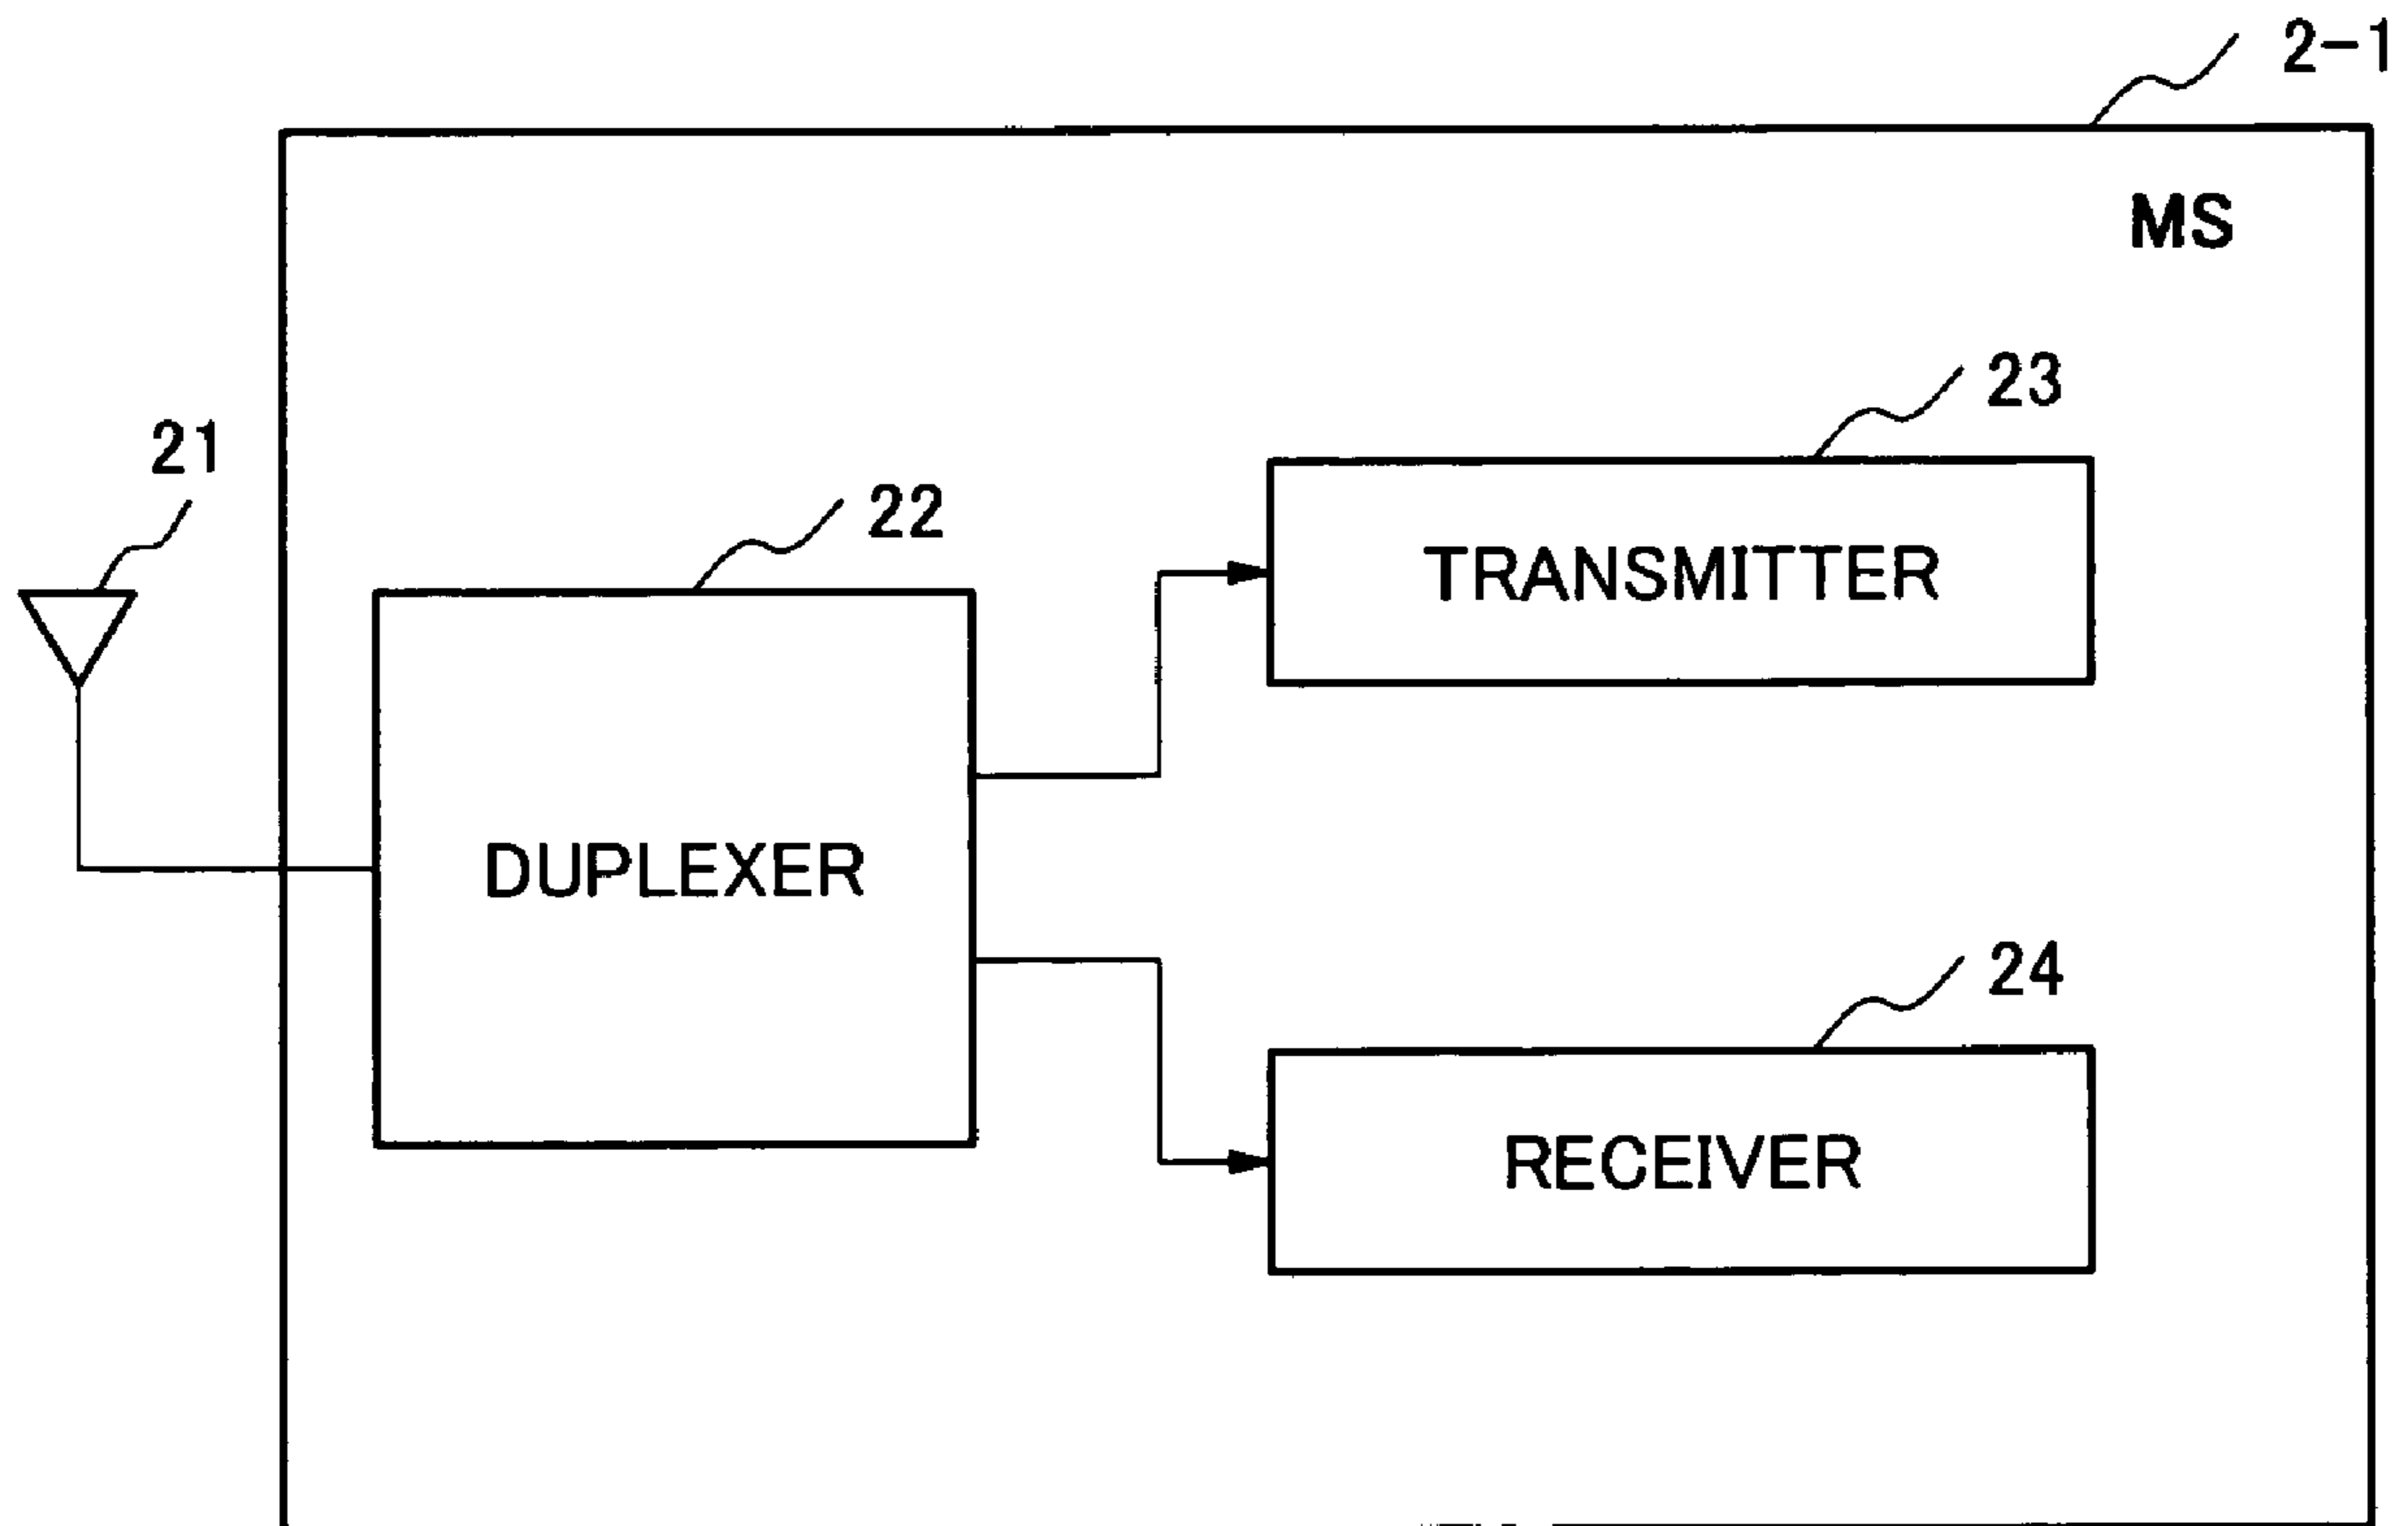 2-1
MS
23
21
22
TRANSMITTER
DUPLEXER
24
RECEIVER